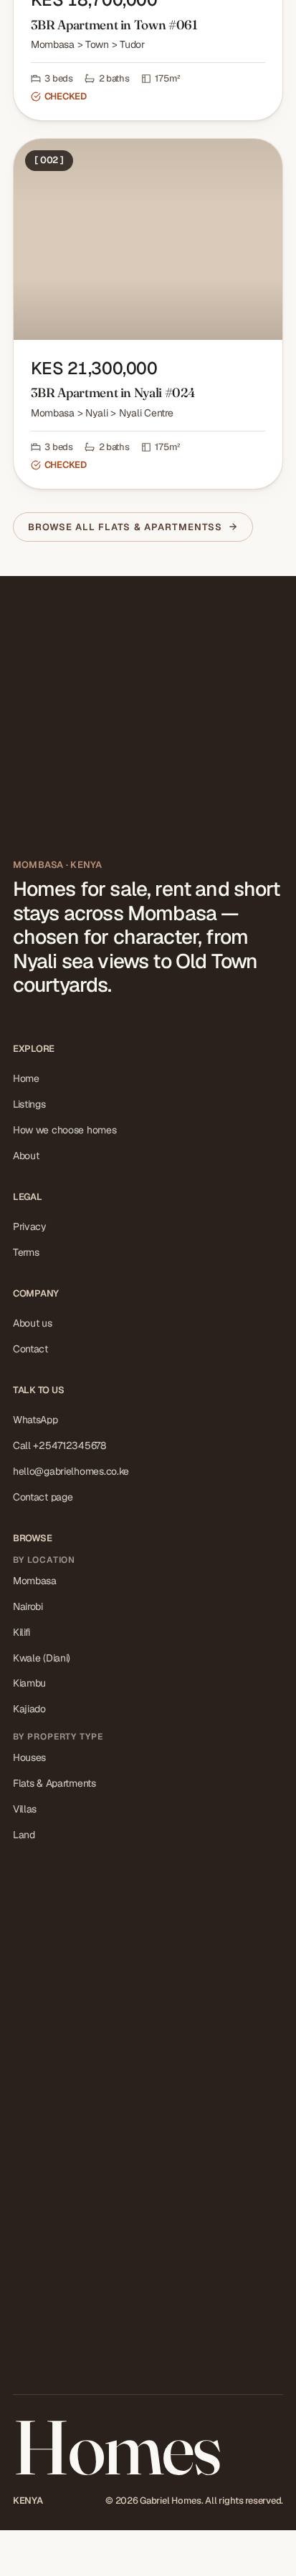 KES 18,700,000
3BR Apartment in Town #061
Mombasa > Town > Tudor
3 beds 2 baths 175m²
CHECKED
[ 002 ]
KES 21,300,000
3BR Apartment in Nyali #024
Mombasa > Nyali > Nyali Centre
3 beds 2 baths 175m²
CHECKED
BROWSE ALL FLATS & APARTMENTSS →
MOMBASA · KENYA
Homes for sale, rent and short
stays across Mombasa —
chosen for character, from
Nyali sea views to Old Town
courtyards.
EXPLORE
Home
Listings
How we choose homes
About
LEGAL
Privacy
Terms
COMPANY
About us
Contact
TALK TO US
WhatsApp
Call +254712345678
hello@gabrielhomes.co.ke
Contact page
BROWSE
BY LOCATION
Mombasa
Nairobi
Kilifi
Kwale (Diani)
Kiambu
Kajiado
BY PROPERTY TYPE
Houses
Flats & Apartments
Villas
Land
Homes
KENYA © 2026 Gabriel Homes. All rights reserved.